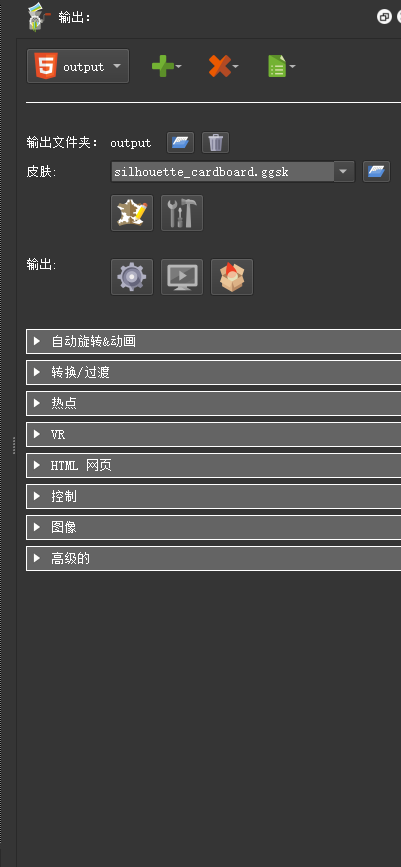 输出:
5 output
输出文件夹: output
皮肤: silhouette_cardboard.ggsk
输出:
自动旋转&动画
转换/过渡
热点
VR
HTML 网页
控制
图像
高级的